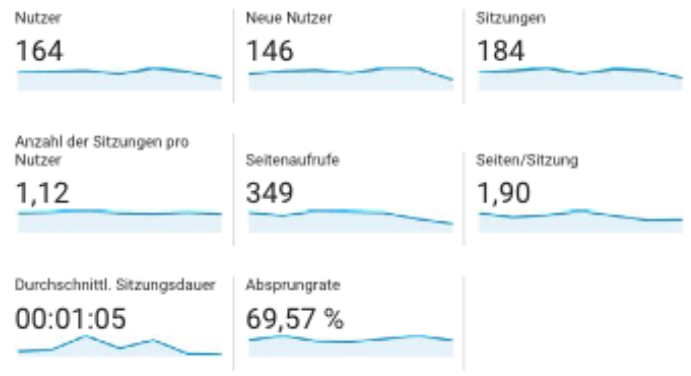 Nutzer
164
Neue Nutzer
146
Sitzungen
184
Anzahl der Sitzungen pro
Nutzer
1,12
Seitenaufrufe
349
Seiten/Sitzung
1,90
Durchschnittl. Sitzungsdauer
00:01:05
Absprungrate
69,57 %